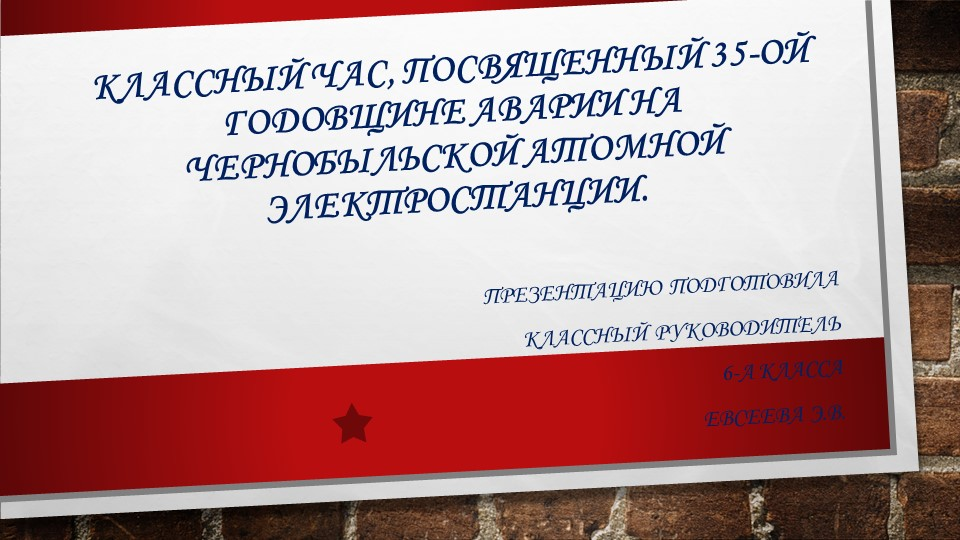 КЛАССНЫЙ ЧАС, ПОСВЯЩЕННЫЙ 35-ОЙ
ГОДОВЩИНЕ АВАРИИ НА
ЧЕРНОБЫЛЬСКОЙ АТОМНОЙ
ЭЛЕКТРОСТАНЦИИ.
ПРЕЗЕНТАЦИЮ ПОДГОТОВИЛА
КЛАССНЫЙ РУКОВОДИТЕЛЬ
6-А КЛАССА
ЕВСЕЕВА Э.В.